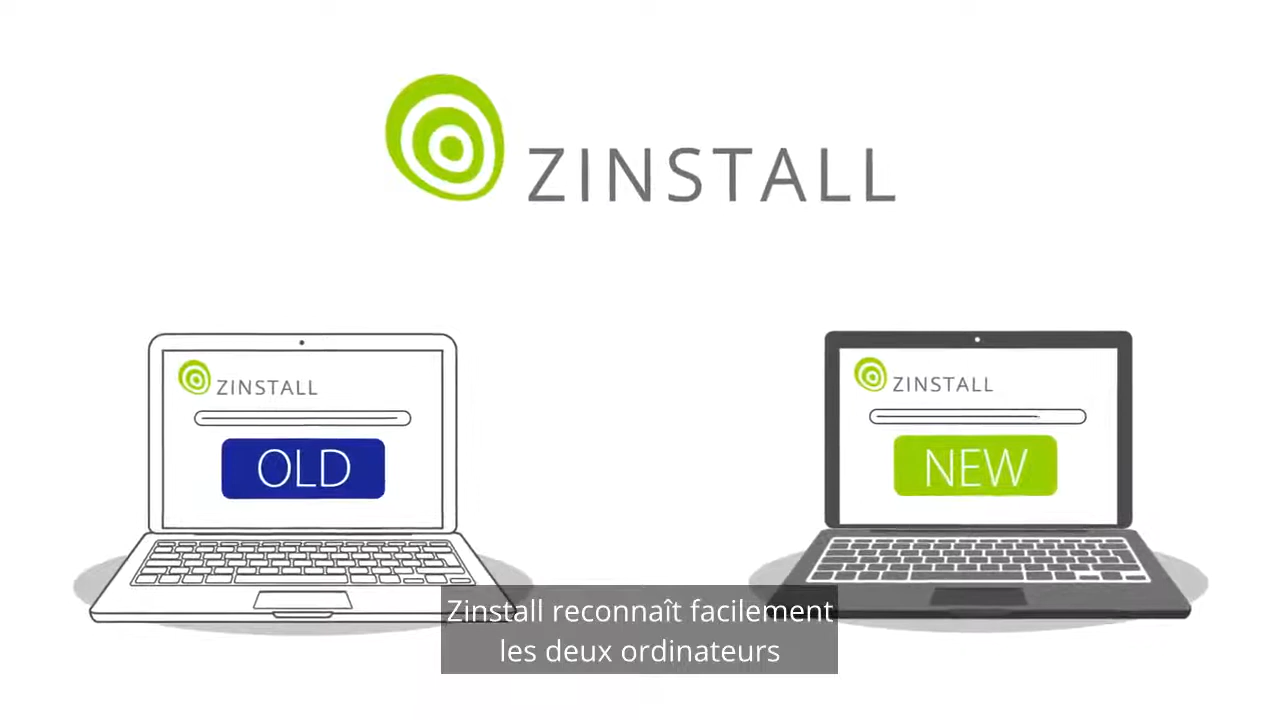 ZINSTALL
ZINSTALL
OLD
ZINSTALL
NEW
Zinstall reconnaît facilement
les deux ordinateurs